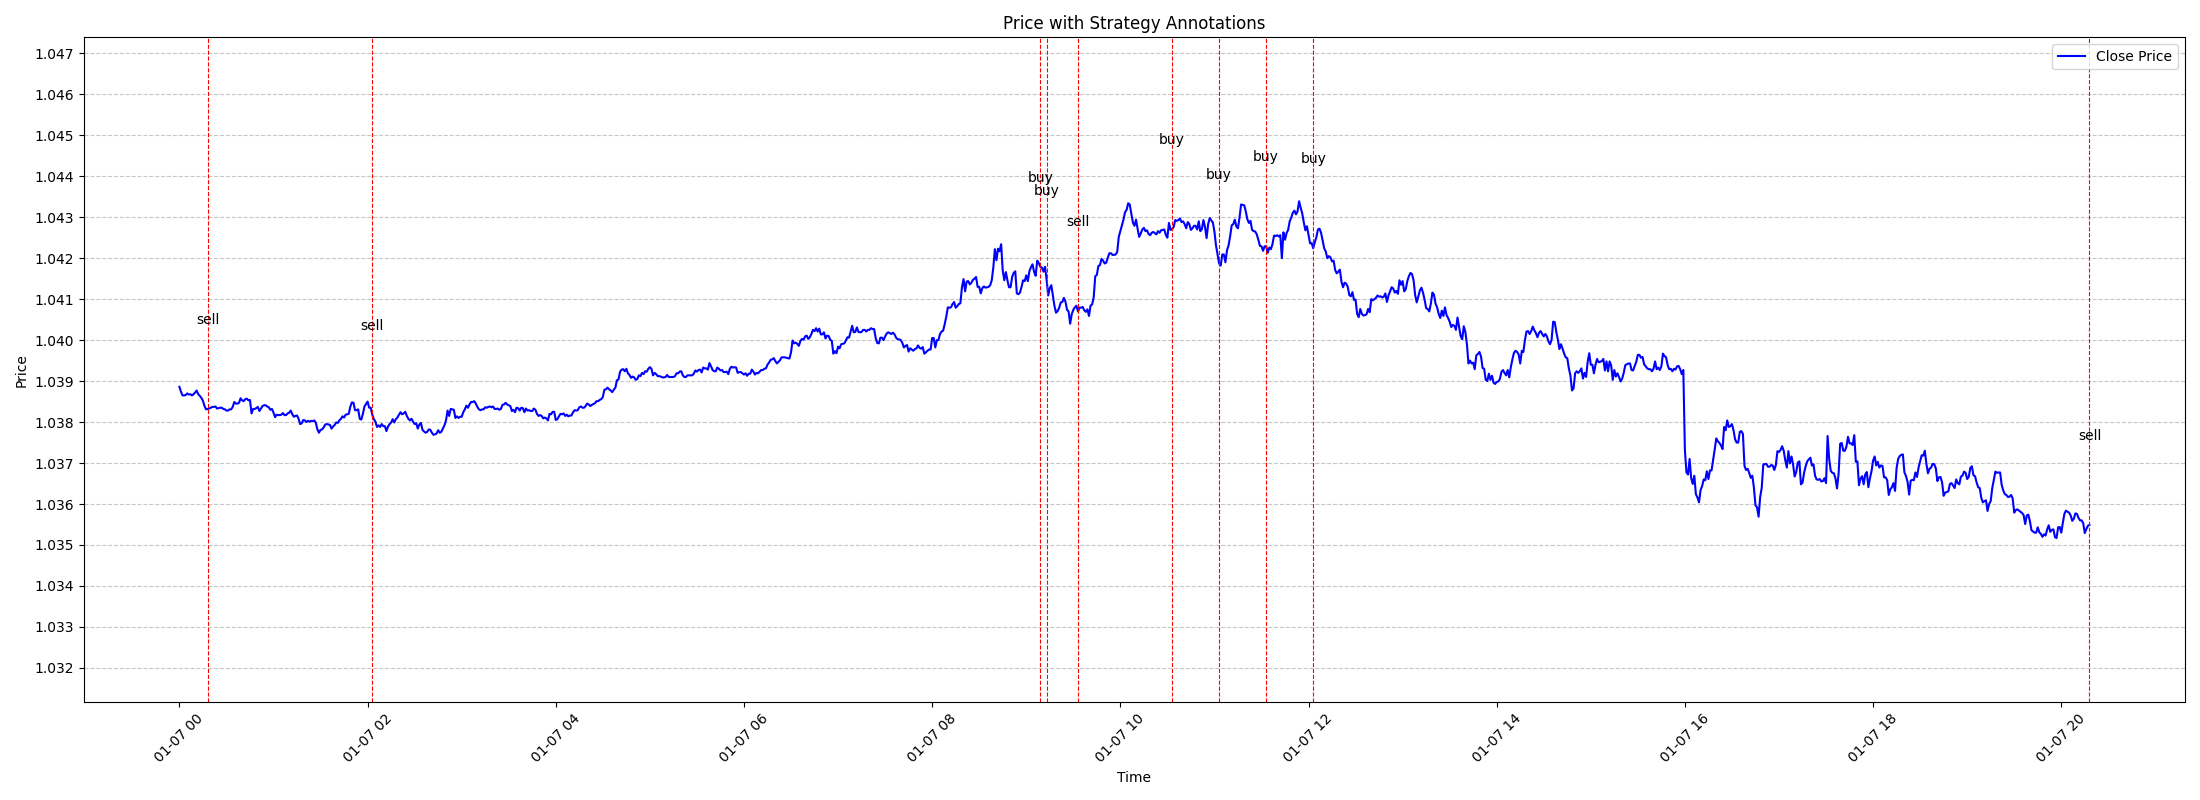 Price with Strategy Annotations
Close Price
1.047
1.046
1.045
1.044
1.043
1.042
1.041
1.040
1.039
1.038
1.037
1.036
1.035
1.034
1.033
1.032
Price
sell
sell
buy
buy
sell
buy
buy
buy
buy
sell
01-07 00
01-07 02
01-07 04
01-07 06
01-07 08
01-07 10
01-07 12
01-07 14
01-07 16
01-07 18
01-07 20
Time